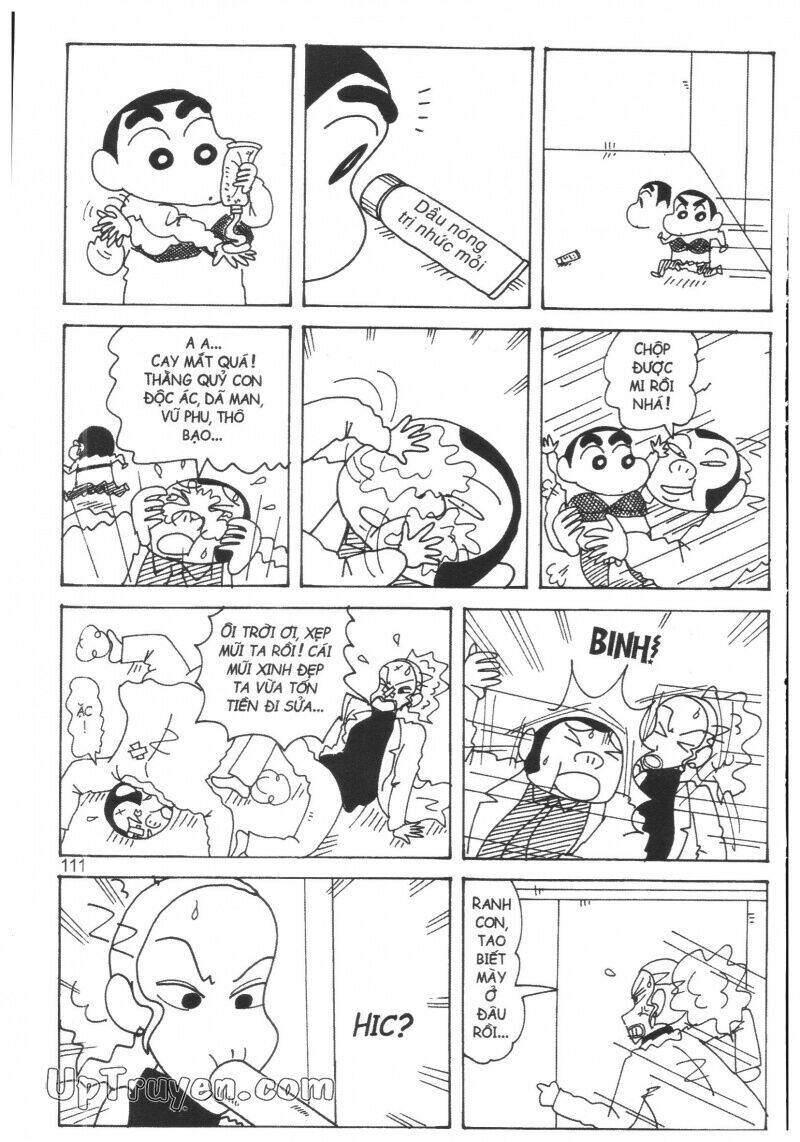 Dầu nóng
trị nhức mỏi
CHỘP
ĐƯỢC
MI RỒI
NHÁ!
A A...
CAY MẮT QUÁ!
THẰNG QUỶ CON
ĐỘC ÁC, DÃ MAN,
VŨ PHU, THÔ
BẠO...
BINH!
ÔI TRỜI ƠI, XẸP
MŨI TA RỒI! CÁI
MŨI XINH ĐẸP
TA VỪA TỐN
TIỀN ĐI SỬA...
ẶC
!
111
RANH
CON,
TAO
BIẾT
MÀY
Ở
ĐÂU
RỒI...
HIC?
UpTruyen.com